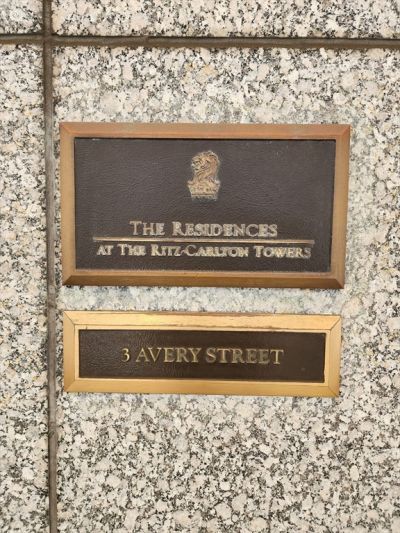 The Residences
at The Ritz-Carlton Towers
3 AVERY STREET